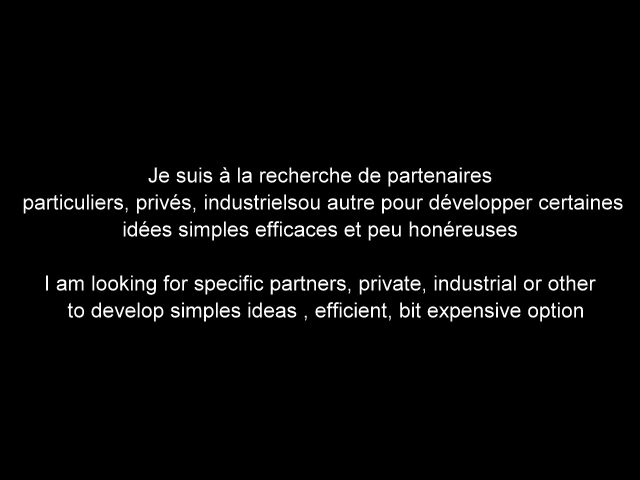 Je suis à la recherche de partenaires
particuliers, privés, industrielsou autre pour développer certaines
idées simples efficaces et peu honéreuses
I am looking for specific partners, private, industrial or other
to develop simples ideas , efficient, bit expensive option